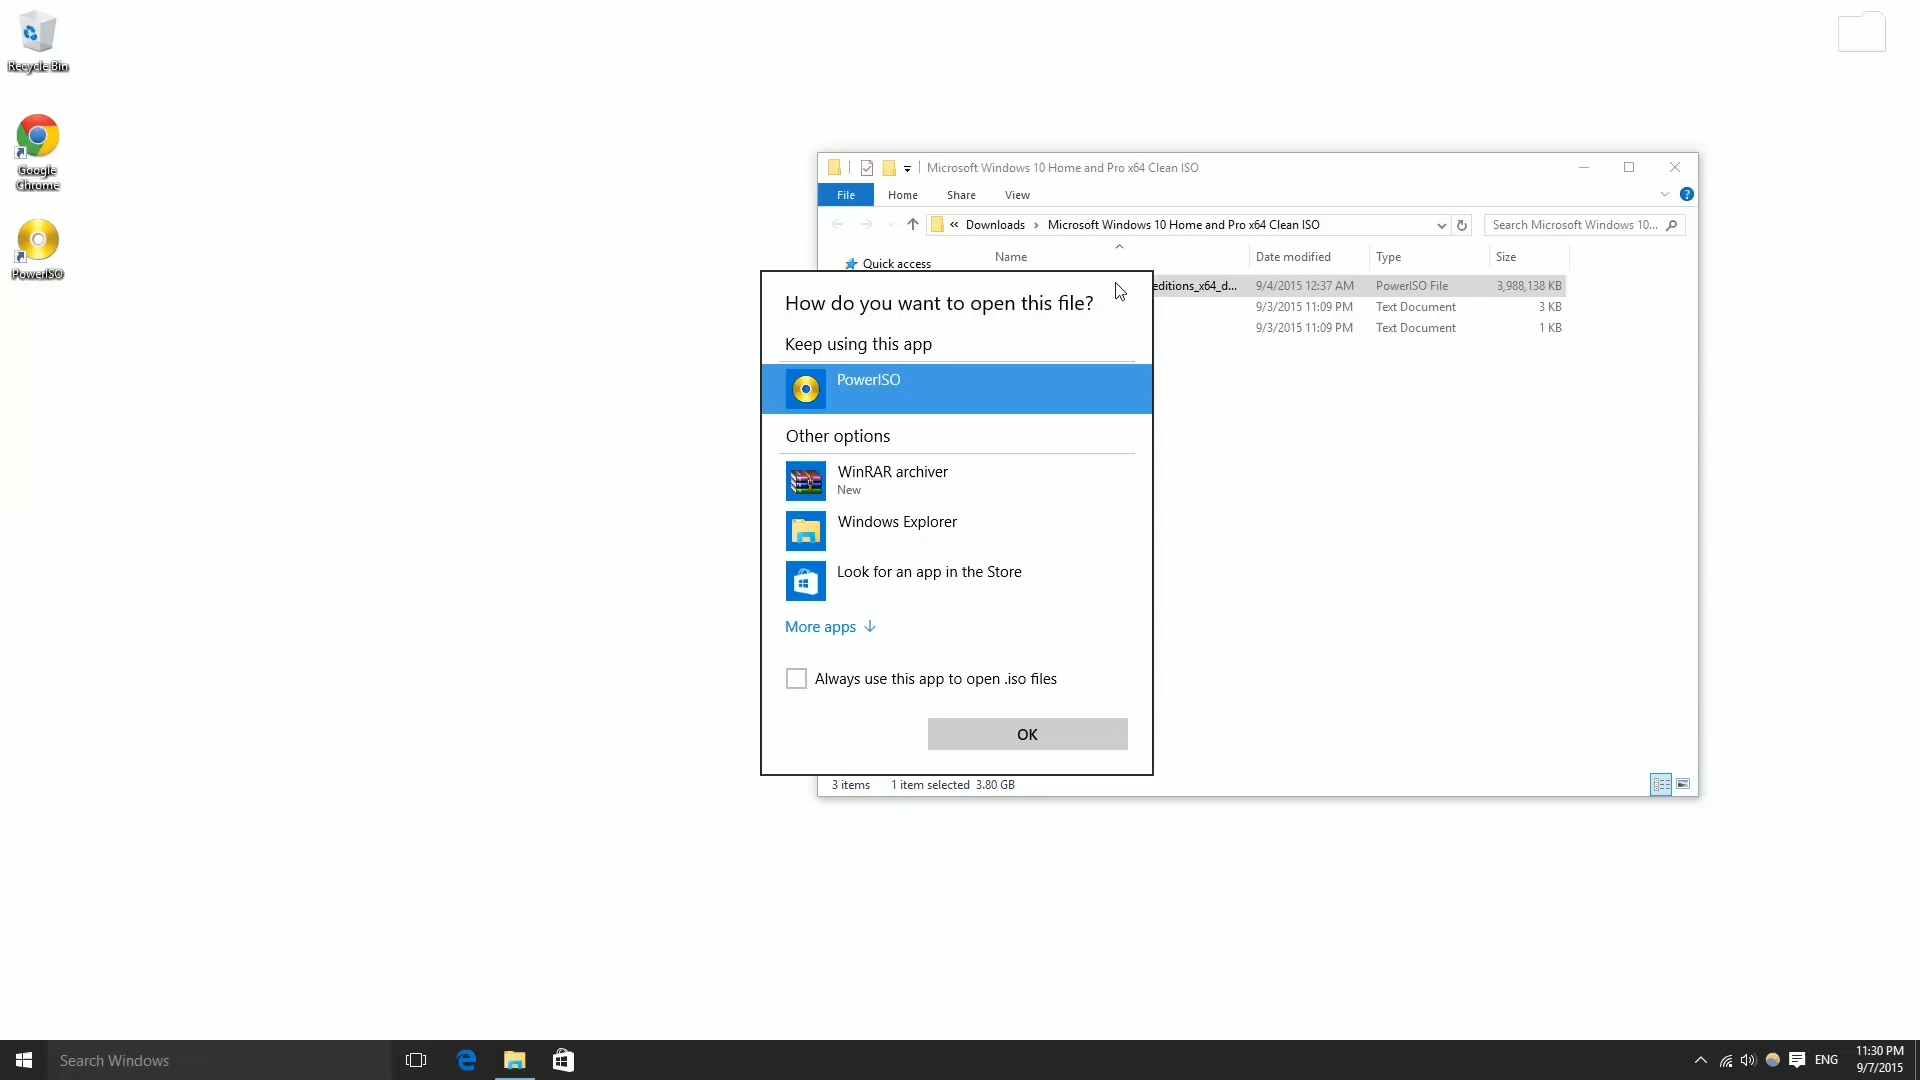 Recycle Bin
Google
Chrome
PowerISO
Microsoft Windows 10 Home and Pro x64 Clean ISO
File Home Share View
« Downloads › Microsoft Windows 10 Home and Pro x64 Clean ISO
Search Microsoft Windows 10...
Quick access
Name Date modified Type Size
editions_x64_d... 9/4/2015 12:37 AM PowerISO File 3,988,138 KB
9/3/2015 11:09 PM Text Document 3 KB
9/3/2015 11:09 PM Text Document 1 KB
How do you want to open this file?
Keep using this app
PowerISO
Other options
WinRAR archiver
New
Windows Explorer
Look for an app in the Store
More apps
Always use this app to open .iso files
OK
3 items 1 item selected 3.80 GB
Search Windows
ENG
11:30 PM
9/7/2015